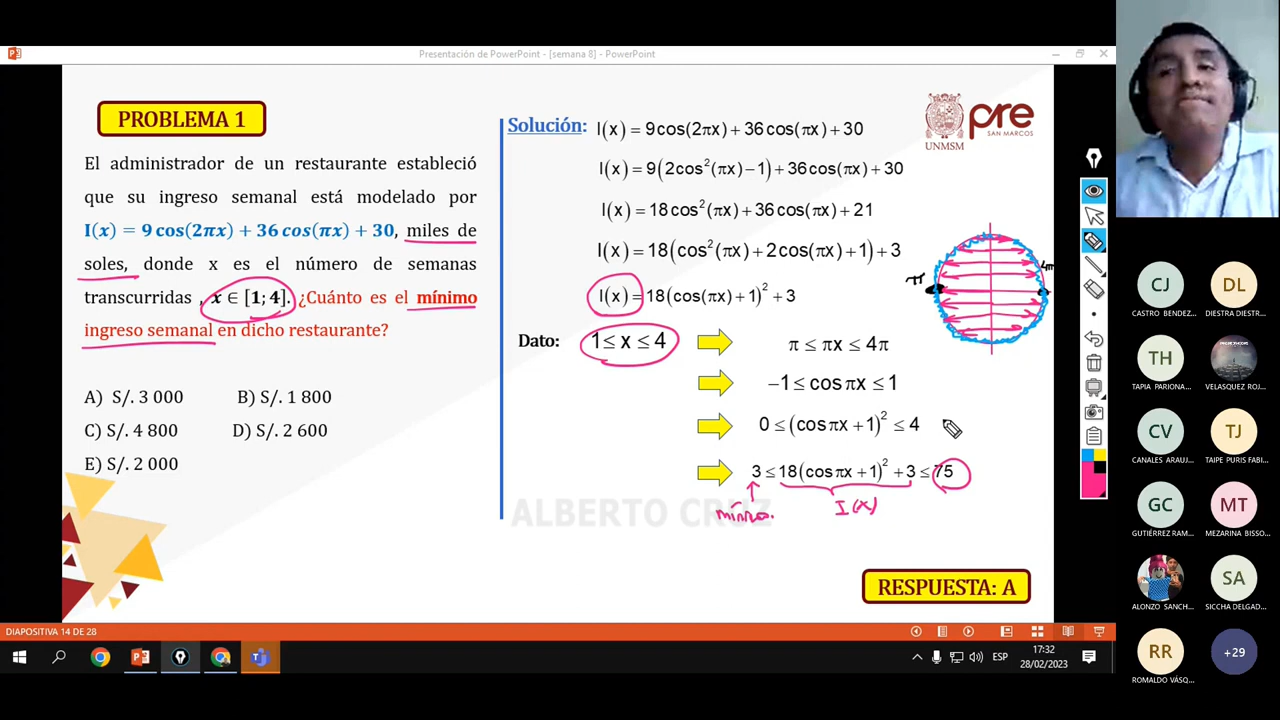 Presentación de PowerPoint - [semana 8] - PowerPoint
PROBLEMA 1
El administrador de un restaurante estableció
que su ingreso semanal está modelado por
I(x) = 9 cos(2πx) + 36 cos(πx) + 30, miles de
soles, donde x es el número de semanas
transcurridas , x ∈ [1; 4]. ¿Cuánto es el mínimo
ingreso semanal en dicho restaurante?
A) S/. 3 000 B) S/. 1 800
C) S/. 4 800 D) S/. 2 600
E) S/. 2 000
Solución: I(x) = 9cos(2πx) + 36cos(πx) + 30
I(x) = 9(2cos²(πx) − 1) + 36cos(πx) + 30
I(x) = 18cos²(πx) + 36cos(πx) + 21
I(x) = 18(cos²(πx) + 2cos(πx) + 1) + 3
I(x) = 18(cos(πx) + 1)² + 3
Dato: 1 ≤ x ≤ 4 π ≤ πx ≤ 4π
−1 ≤ cos πx ≤ 1
0 ≤ (cos πx + 1)² ≤ 4
3 ≤ 18(cos πx + 1)² + 3 ≤ 75
I(x)
π
ALBERTO CRUZ
RESPUESTA: A
UNMSM
pre
SAN MARCOS
DIAPOSITIVA 14 DE 28
ESP
17:32
28/02/2023
CJ
CASTRO BENDEZ...
DL
DIESTRA DIESTR...
TH
TAPIA PARIONA...
VELASQUEZ ROJ...
CV
CANALES ARAUJ...
TJ
TAIPE PURIS FABI...
GC
GUTIÉRREZ RAM...
MT
MEZARINA BISSO...
ALONZO SANCH...
SA
SICCHA DELGAD...
RR
ROMALDO VÁSQ...
+29